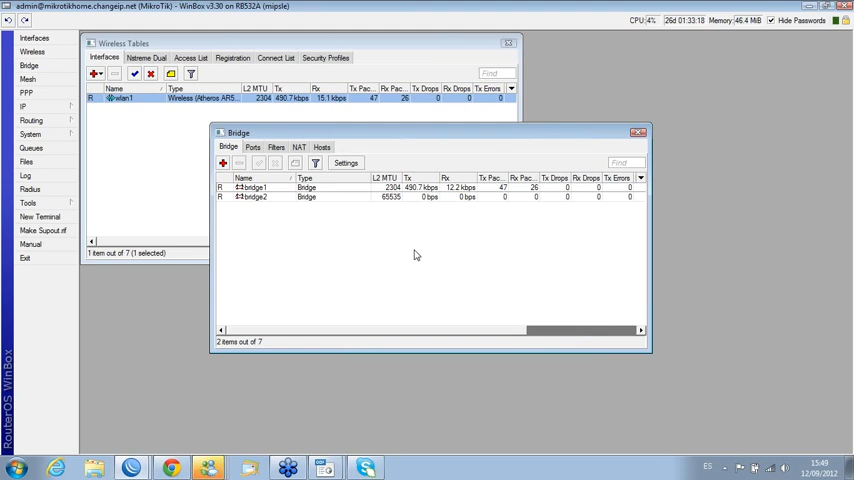 admin@mikrotikhome.changeip.net (MikroTik) - WinBox v3.30 on RB532A (mipsle)
CPU: 4% 26d 01:33:18 Memory: 46.4 MiB Hide Passwords
Interfaces
Wireless
Bridge
Mesh
PPP
IP
Routing
System
Queues
Files
Log
Radius
Tools
New Terminal
Make Supout.rif
Manual
Exit
RouterOS WinBox
Wireless Tables
Interfaces Nstreme Dual Access List Registration Connect List Security Profiles
Find
Name Type L2 MTU Tx Rx Tx Pac... Rx Pac... Tx Drops Rx Drops Tx Errors
R wlan1 Wireless (Atheros AR5... 2304 490.7 kbps 15.1 kbps 47 26 0 0 0
1 item out of 7 (1 selected)
Bridge
Bridge Ports Filters NAT Hosts
Settings Find
Name Type L2 MTU Tx Rx Tx Pac... Rx Pac... Tx Drops Rx Drops Tx Errors
R bridge1 Bridge 2304 490.7 kbps 12.2 kbps 47 26 0 0 0
R bridge2 Bridge 65535 0 bps 0 bps 0 0 0 0 0
2 items out of 7
ES 15:49
12/09/2012